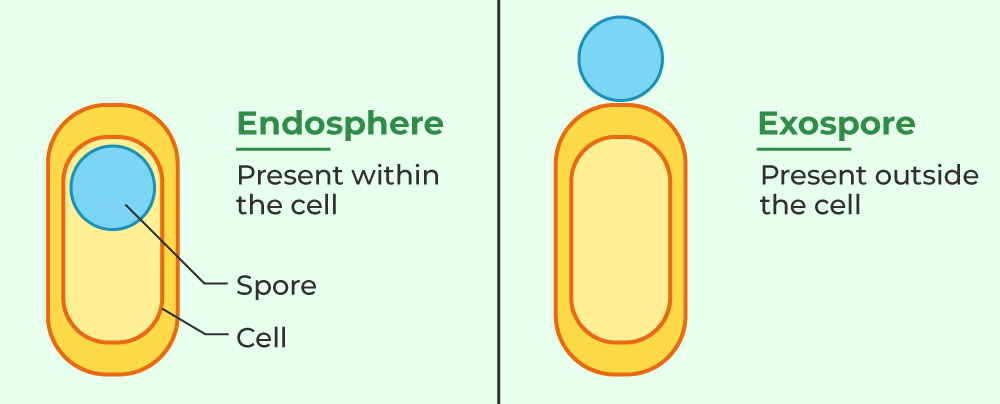 Endosphere
Present within
the cell
Spore
Cell
Exospore
Present outside
the cell